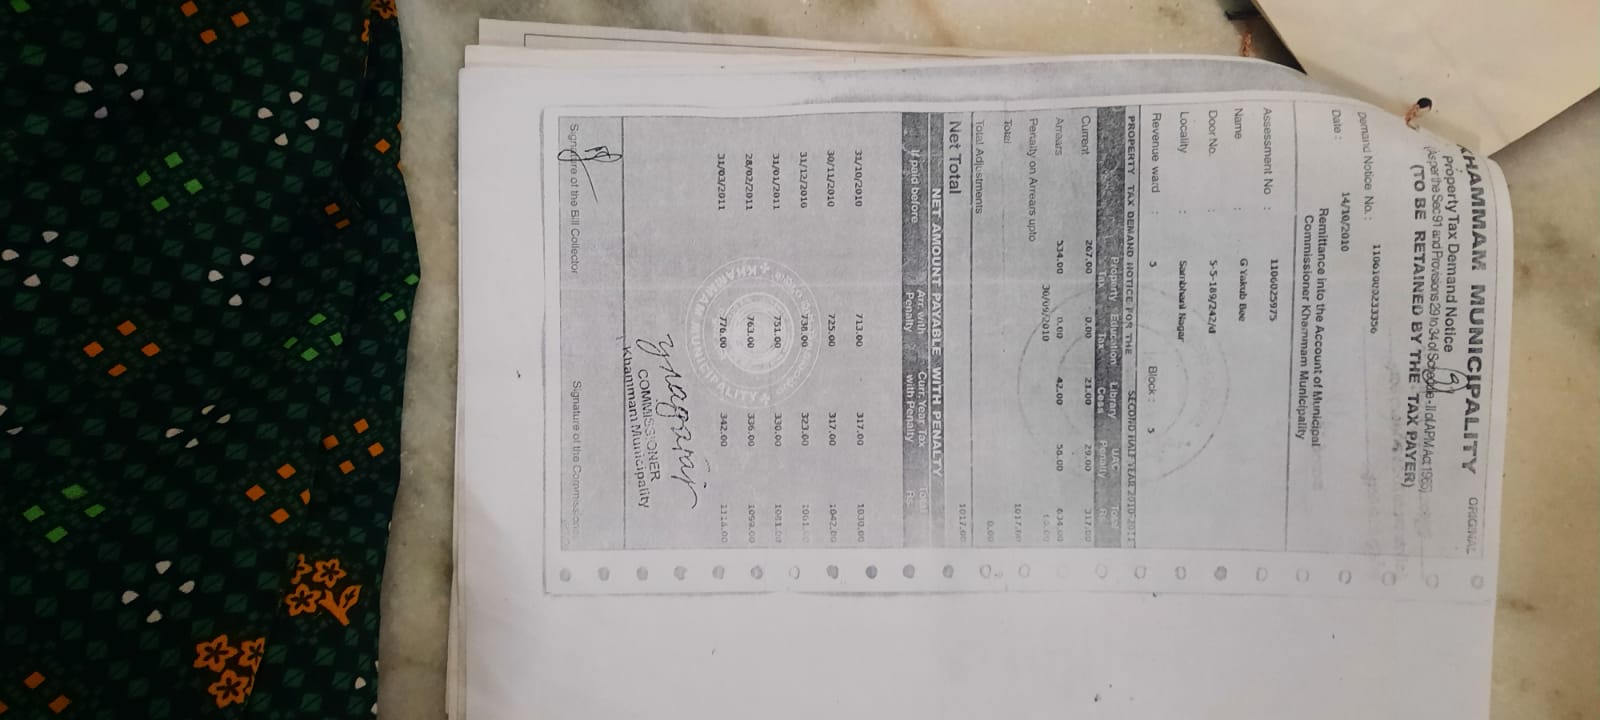 KHAMMAM MUNICIPALITY ORIGINAL
Property Tax Demand Notice
(As per the Sec 91 and Provisions 29 to 34 of Schedule - II of APM Act 1965)
(TO BE RETAINED BY THE TAX PAYER)
Demand Notice No. :
Date : 14/10/2010
Remittance into the Account of Municipal
Commissioner Khammam Municipality
Assessment No : 1106025975
Name : G Yakub Bee
Door No. : 5-5-189/242/d
Locality : Sambhani Nagar
Revenue ward : 5 Block : 5
PROPERTY TAX DEMAND NOTICE FOR THE SECOND HALF YEAR 2010-2011
Property Tax Education Tax Library Cess UAC Penalty Total Rs.
Current 267.00 0.00 21.00 29.00 317.00
Arrears 534.00 0.00 42.00 58.00 634.00
Penalty on Arrears upto 30/09/2010
Total 1017.00
Total Adjustments 0.00
Net Total 1017.00
NET AMOUNT PAYABLE WITH PENALTY
If paid before Arr. with Penalty Curr. Year Tax with Penalty Total Rs.
31/10/2010 713.00 317.00 1030.00
30/11/2010 725.00 317.00 1042.00
31/12/2010 738.00 323.00 1061.00
31/01/2011 751.00 330.00 1081.00
28/02/2011 763.00 336.00 1099.00
31/03/2011 776.00 342.00
KHAMMAM MUNICIPALITY
COMMISSIONER
Khammam Municipality
Signature of the Bill Collector Signature of the Commissioner